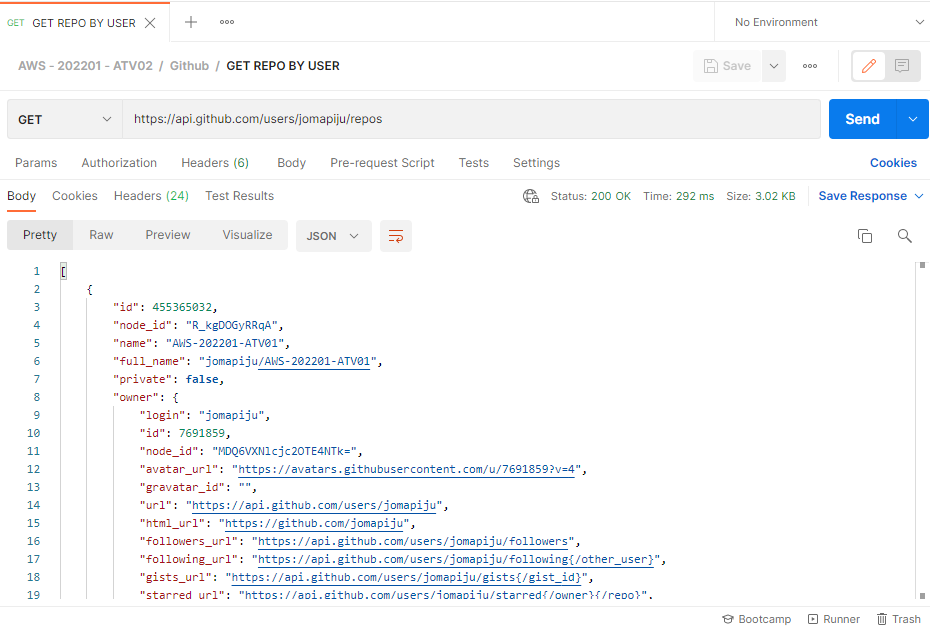 GET GET REPO BY USER
No Environment
AWS - 202201 - ATV02 / Github / GET REPO BY USER
Save
GET https://api.github.com/users/jomapiju/repos
Send
Params Authorization Headers (6) Body Pre-request Script Tests Settings Cookies
Body Cookies Headers (24) Test Results Status: 200 OK Time: 292 ms Size: 3.02 KB Save Response
Pretty Raw Preview Visualize JSON
1 [
2 {
3 "id": 455365032,
4 "node_id": "R_kgDOGyRRqA",
5 "name": "AWS-202201-ATV01",
6 "full_name": "jomapiju/AWS-202201-ATV01",
7 "private": false,
8 "owner": {
9 "login": "jomapiju",
10 "id": 7691859,
11 "node_id": "MDQ6VXNlcjc2OTE4NTk=",
12 "avatar_url": "https://avatars.githubusercontent.com/u/7691859?v=4",
13 "gravatar_id": "",
14 "url": "https://api.github.com/users/jomapiju",
15 "html_url": "https://github.com/jomapiju",
16 "followers_url": "https://api.github.com/users/jomapiju/followers",
17 "following_url": "https://api.github.com/users/jomapiju/following{/other_user}",
18 "gists_url": "https://api.github.com/users/jomapiju/gists{/gist_id}",
19 "starred_url": "https://api.github.com/users/jomapiju/starred{/owner}{/repo}",
Bootcamp Runner Trash